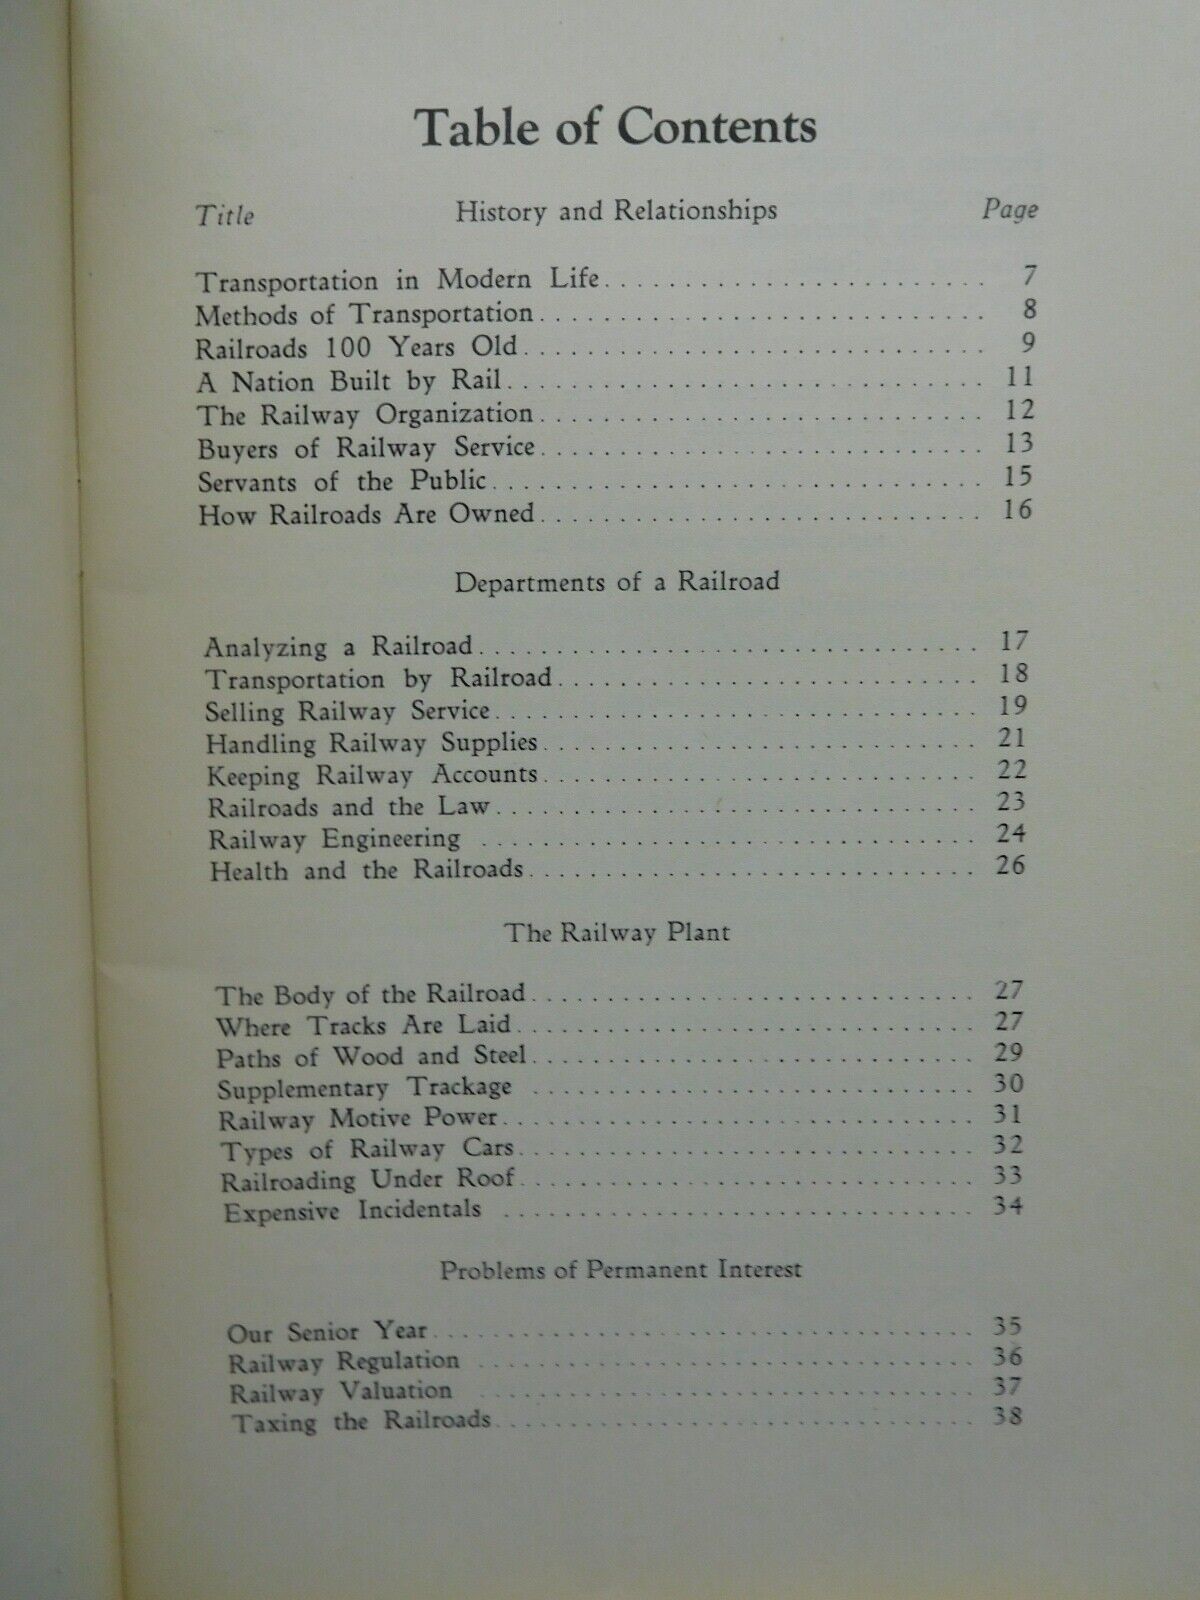 Table of Contents
Title History and Relationships Page
Transportation in Modern Life........................ 7
Methods of Transportation............................ 8
Railroads 100 Years Old............................. 9
A Nation Built by Rail.............................. 11
The Railway Organization............................ 12
Buyers of Railway Service........................... 13
Servants of the Public.............................. 15
How Railroads Are Owned............................ 16
Departments of a Railroad
Analyzing a Railroad................................ 17
Transportation by Railroad........................... 18
Selling Railway Service.............................. 19
Handling Railway Supplies........................... 21
Keeping Railway Accounts........................... 22
Railroads and the Law.............................. 23
Railway Engineering ............................... 24
Health and the Railroads............................ 26
The Railway Plant
The Body of the Railroad............................ 27
Where Tracks Are Laid............................. 27
Paths of Wood and Steel............................ 29
Supplementary Trackage ............................ 30
Railway Motive Power.............................. 31
Types of Railway Cars............................. 32
Railroading Under Roof............................. 33
Expensive Incidentals .............................. 34
Problems of Permanent Interest
Our Senior Year................................... 35
Railway Regulation ................................ 36
Railway Valuation ................................. 37
Taxing the Railroads............................... 38